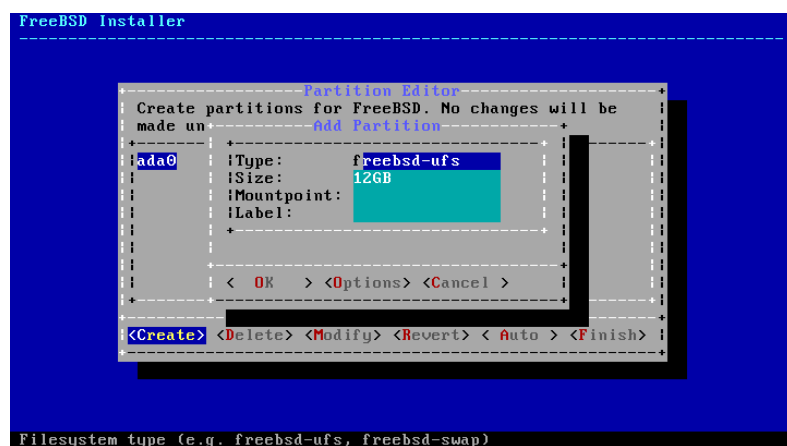 FreeBSD Installer
Partition Editor
Create partitions for FreeBSD. No changes will be
made un
Add Partition
ada0
Type: freebsd-ufs
Size: 12GB
Mountpoint:
Label:
< OK > <Options> <Cancel >
<Create> <Delete> <Modify> <Revert> < Auto > <Finish>
Filesystem type (e.g. freebsd-ufs, freebsd-swap)